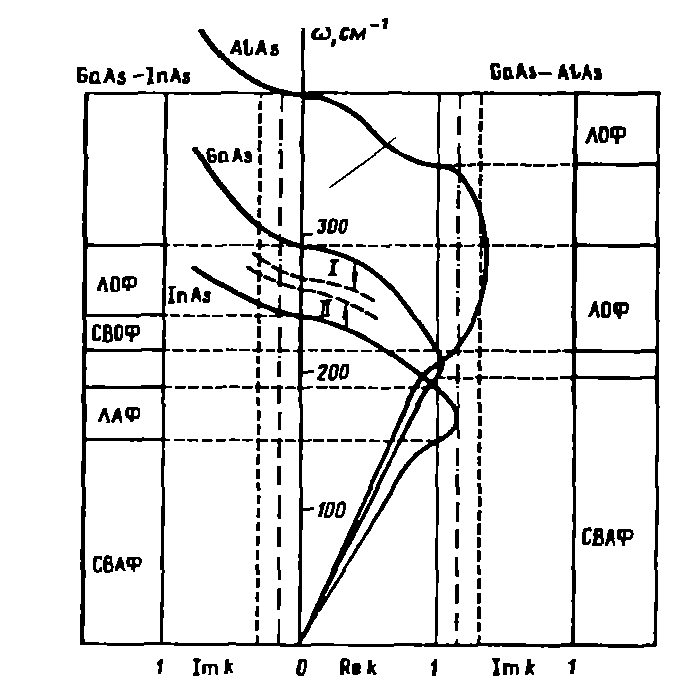 ω, см⁻¹
AlAs
GaAs-InAs
GaAs-AlAs
ЛОФ
GaAs
300
I
ЛОФ
InAs
II
ЛОФ
СВОФ
200
ЛАФ
100
СВАФ
СВАФ
1 Im k 0 Re k 1 Im k 1